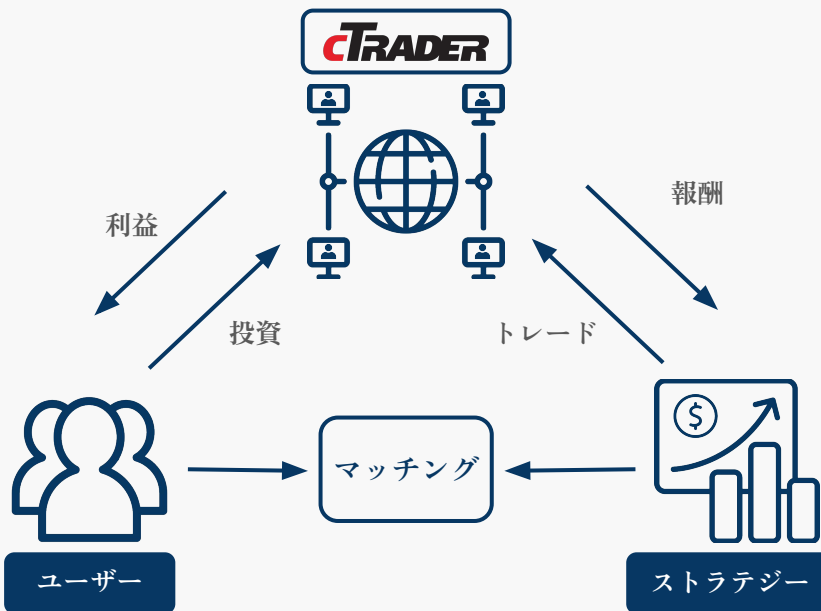 cTRADER
利益
報酬
投資
トレード
マッチング
$
ユーザー
ストラテジー